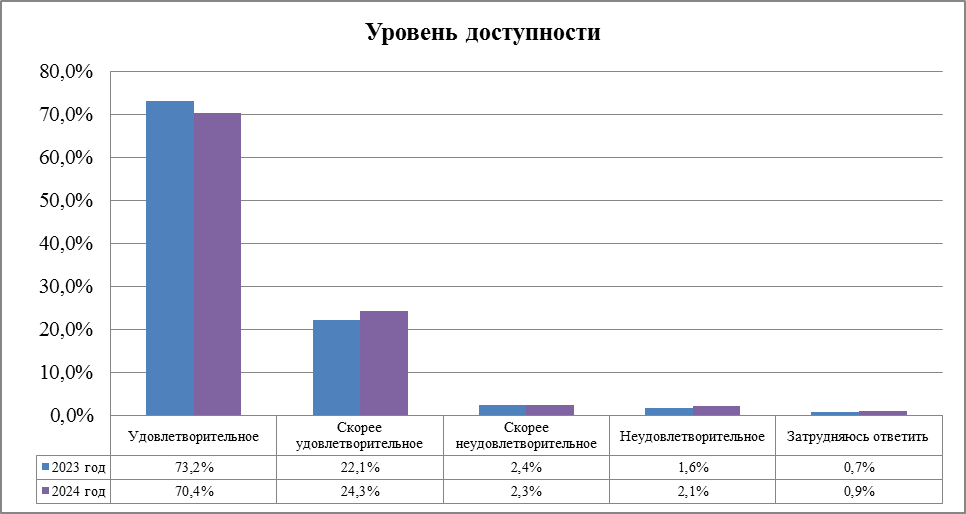 Уровень доступности
80,0%
70,0%
60,0%
50,0%
40,0%
30,0%
20,0%
10,0%
0,0%
Удовлетворительное
Скорее
удовлетворительное
Скорее
неудовлетворительное
Неудовлетворительное
Затрудняюсь ответить
2023 год 73,2% 22,1% 2,4% 1,6% 0,7%
2024 год 70,4% 24,3% 2,3% 2,1% 0,9%